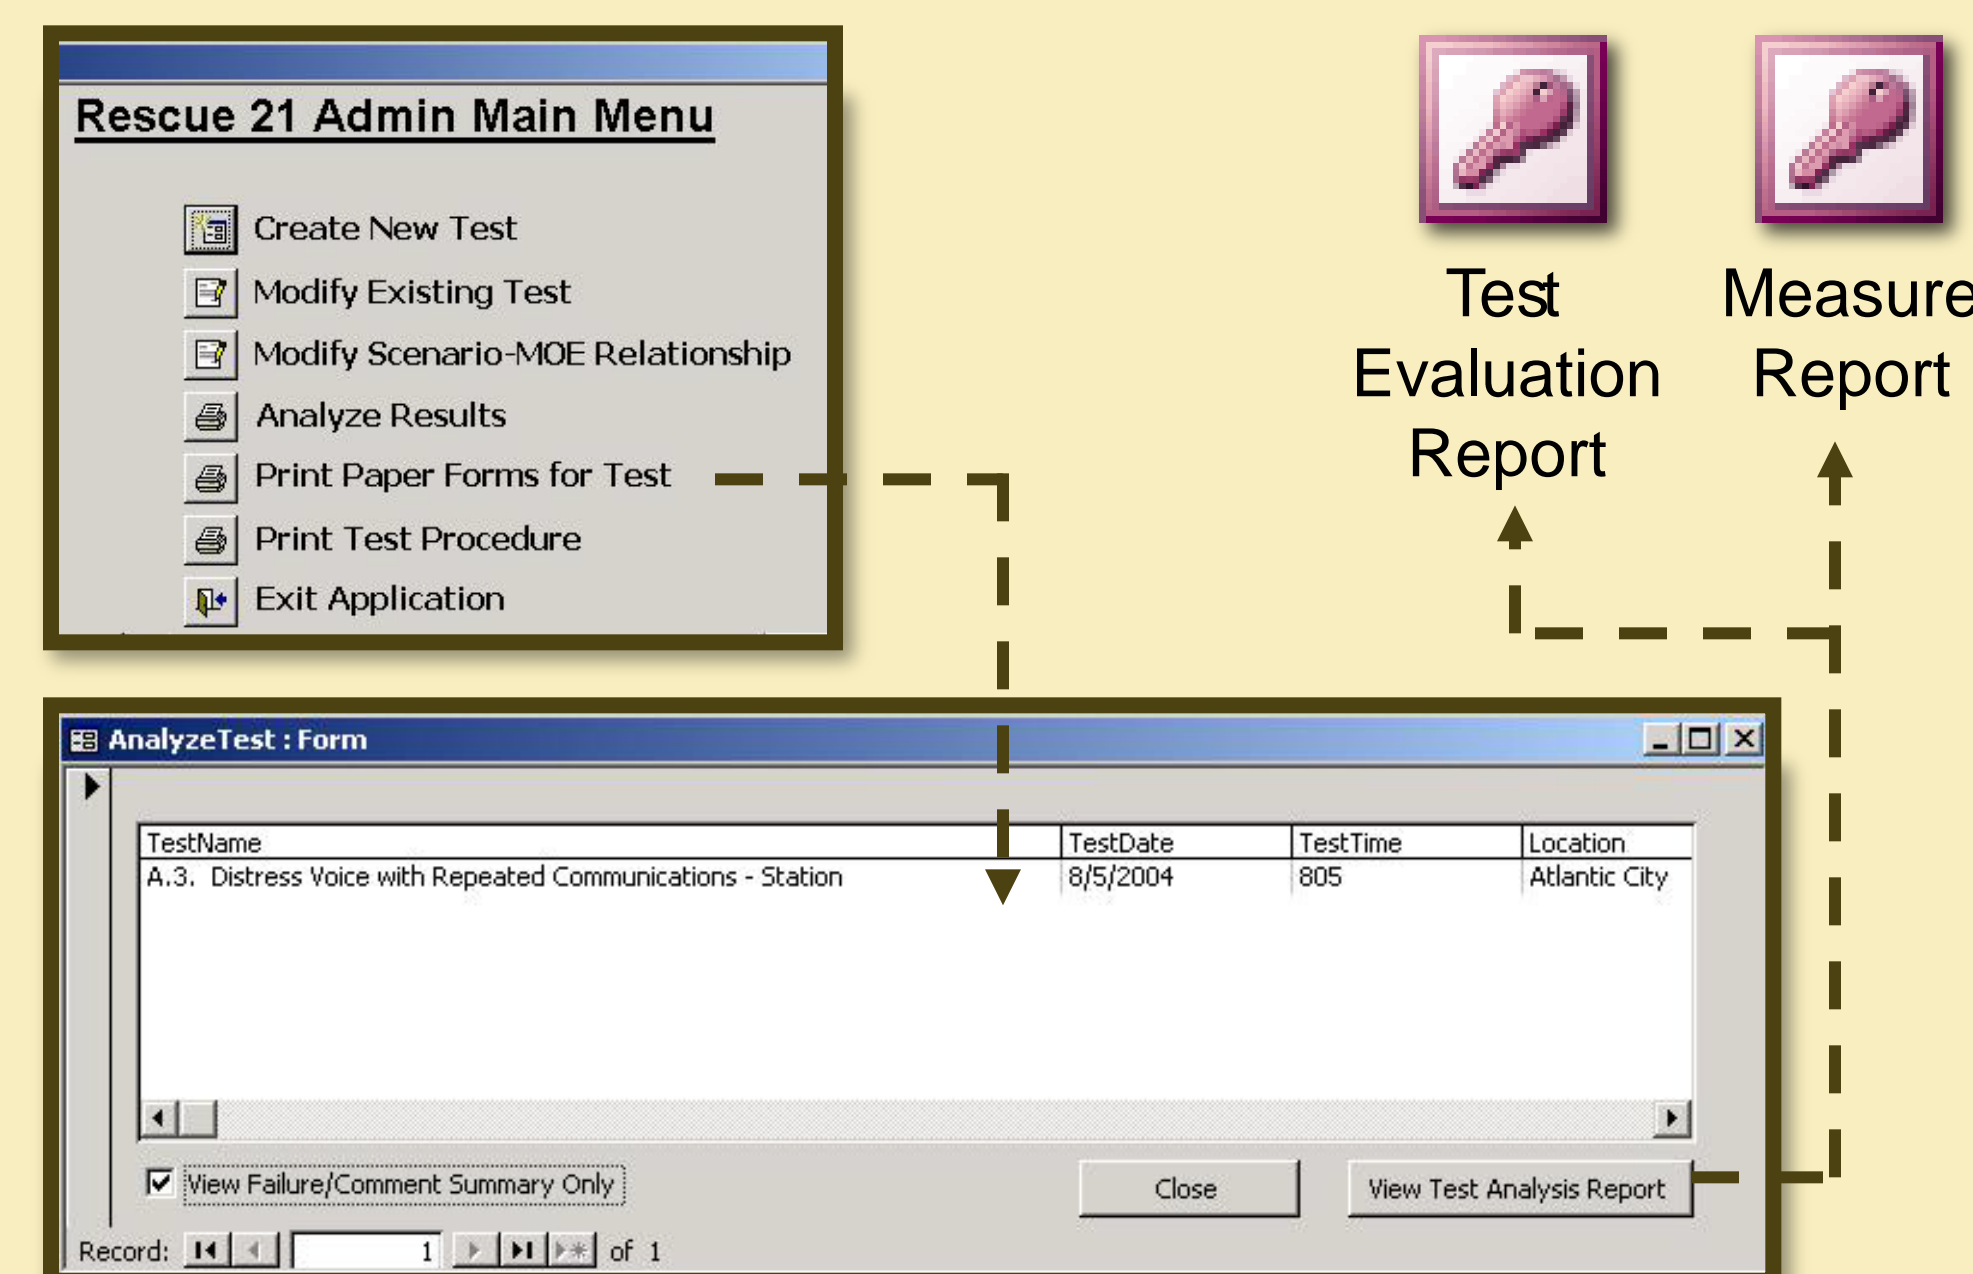 Rescue 21 Admin Main Menu
Create New Test
Modify Existing Test
Modify Scenario-MOE Relationship
Analyze Results
Print Paper Forms for Test
Print Test Procedure
Exit Application
Test
Evaluation
Report
Measure
Report
AnalyzeTest : Form
TestName TestDate TestTime Location
A.3. Distress Voice with Repeated Communications - Station 8/5/2004 805 Atlantic City
View Failure/Comment Summary Only Close View Test Analysis Report
Record: 1 of 1